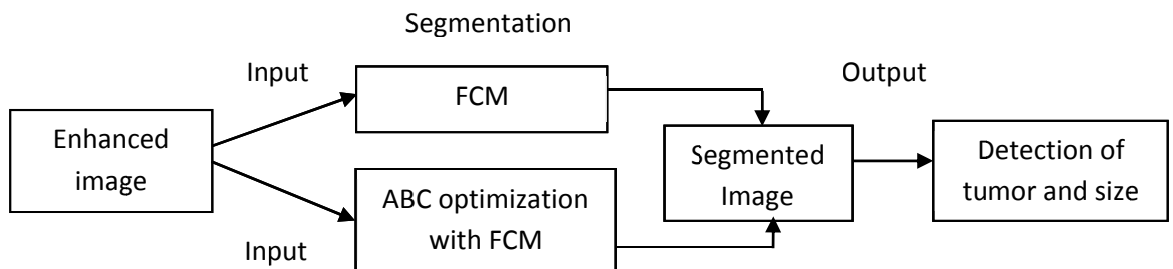 Segmentation
Input
Output
FCM
Enhanced
image
Segmented
Image
Detection of
tumor and size
ABC optimization
with FCM
Input